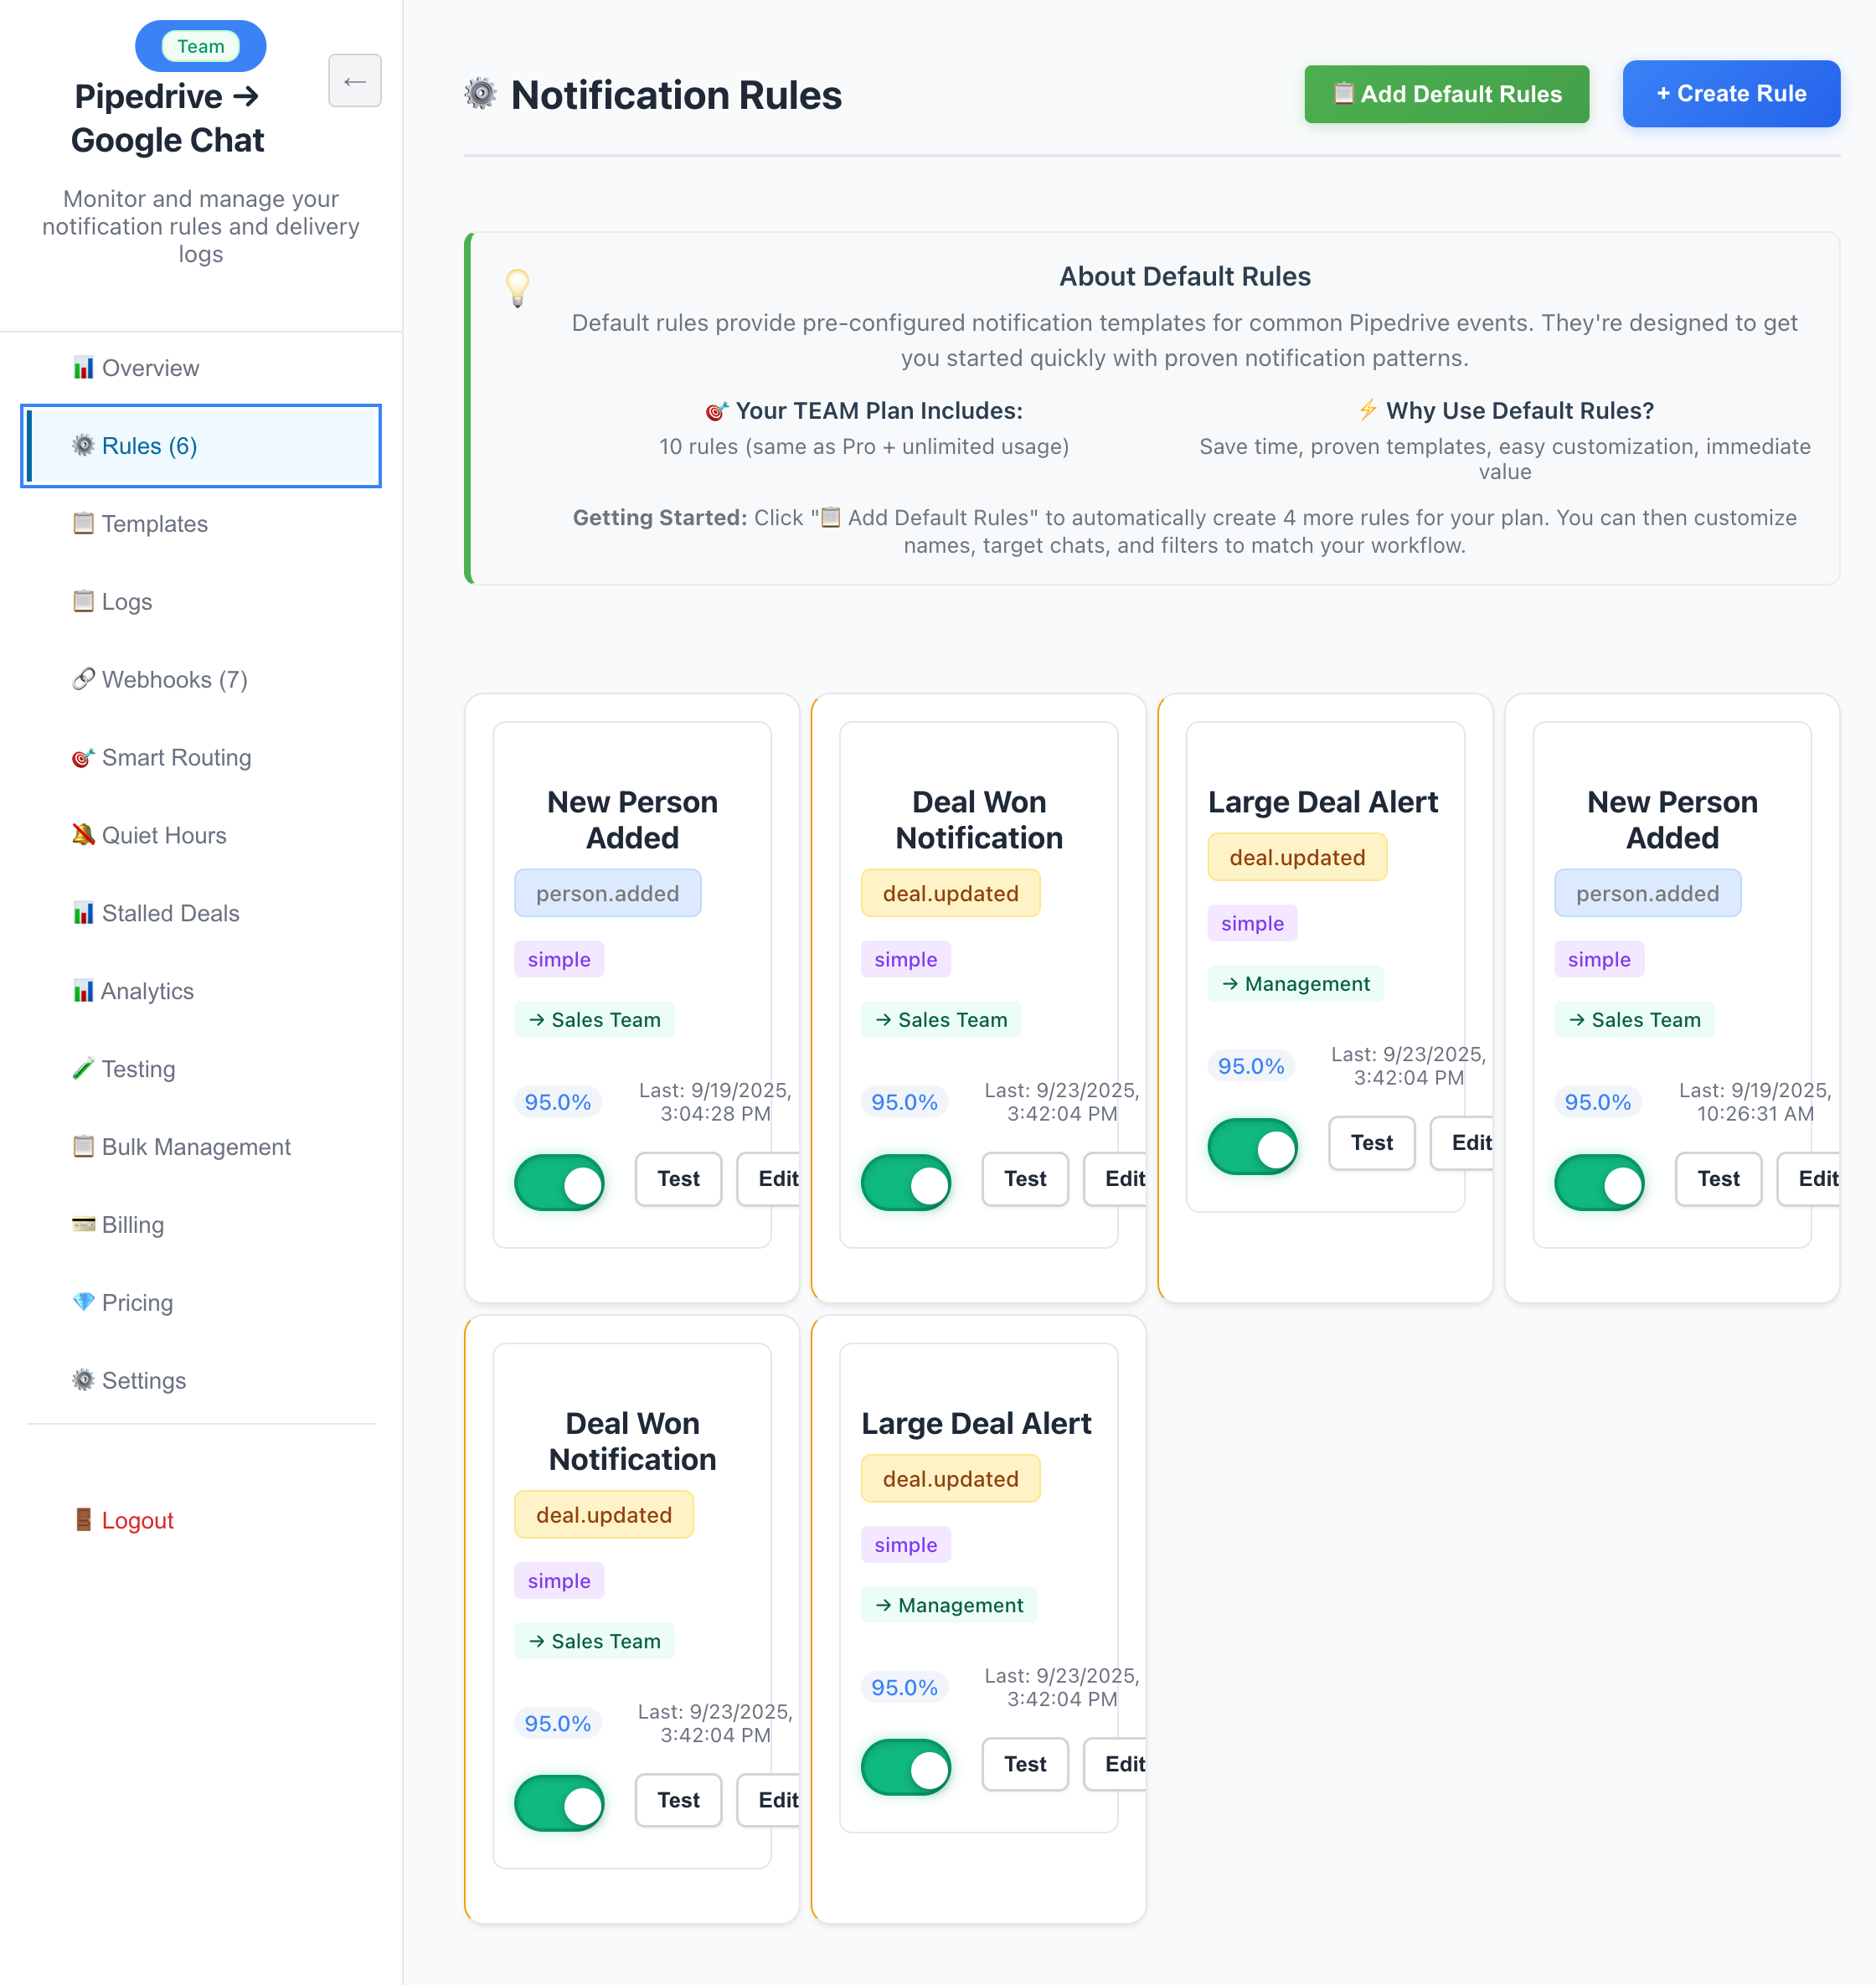 Team
Pipedrive →
Google Chat
←
Monitor and manage your
notification rules and delivery
logs
Overview
Rules (6)
Templates
Logs
Webhooks (7)
Smart Routing
Quiet Hours
Stalled Deals
Analytics
Testing
Bulk Management
Billing
Pricing
Settings
Logout
Notification Rules
Add Default Rules
+ Create Rule
About Default Rules
Default rules provide pre-configured notification templates for common Pipedrive events. They're designed to get
you started quickly with proven notification patterns.
Your TEAM Plan Includes:
10 rules (same as Pro + unlimited usage)
Why Use Default Rules?
Save time, proven templates, easy customization, immediate
value
Getting Started: Click "📋 Add Default Rules" to automatically create 4 more rules for your plan. You can then customize
names, target chats, and filters to match your workflow.
New Person
Added
person.added
simple
→ Sales Team
95.0%
Last: 9/19/2025,
3:04:28 PM
Test
Edit
Deal Won
Notification
deal.updated
simple
→ Sales Team
95.0%
Last: 9/23/2025,
3:42:04 PM
Test
Edit
Large Deal Alert
deal.updated
simple
→ Management
95.0%
Last: 9/23/2025,
3:42:04 PM
Test
Edit
New Person
Added
person.added
simple
→ Sales Team
95.0%
Last: 9/19/2025,
10:26:31 AM
Test
Edit
Deal Won
Notification
deal.updated
simple
→ Sales Team
95.0%
Last: 9/23/2025,
3:42:04 PM
Test
Edit
Large Deal Alert
deal.updated
simple
→ Management
95.0%
Last: 9/23/2025,
3:42:04 PM
Test
Edit